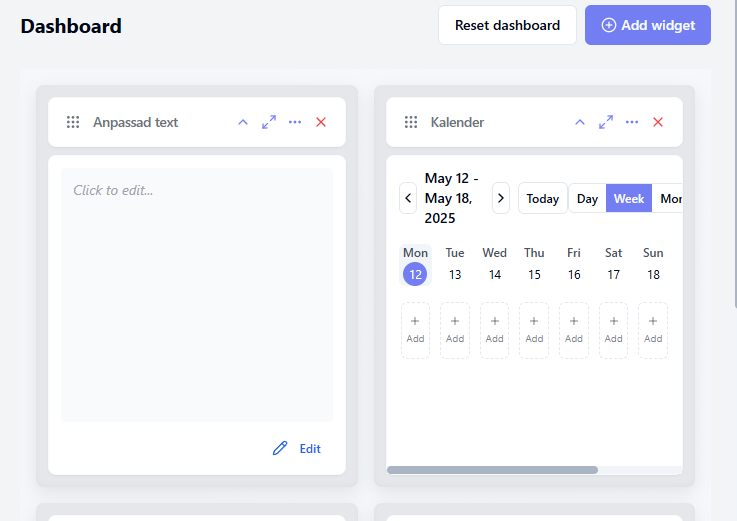 Dashboard
Reset dashboard
Add widget
Anpassad text
Kalender
Click to edit...
Edit
May 12 -
May 18,
2025
Today
Day
Week
Mon
Tue
Wed
Thu
Fri
Sat
Sun
12
13
14
15
16
17
18
+ + + + + + +
Add Add Add Add Add Add Add